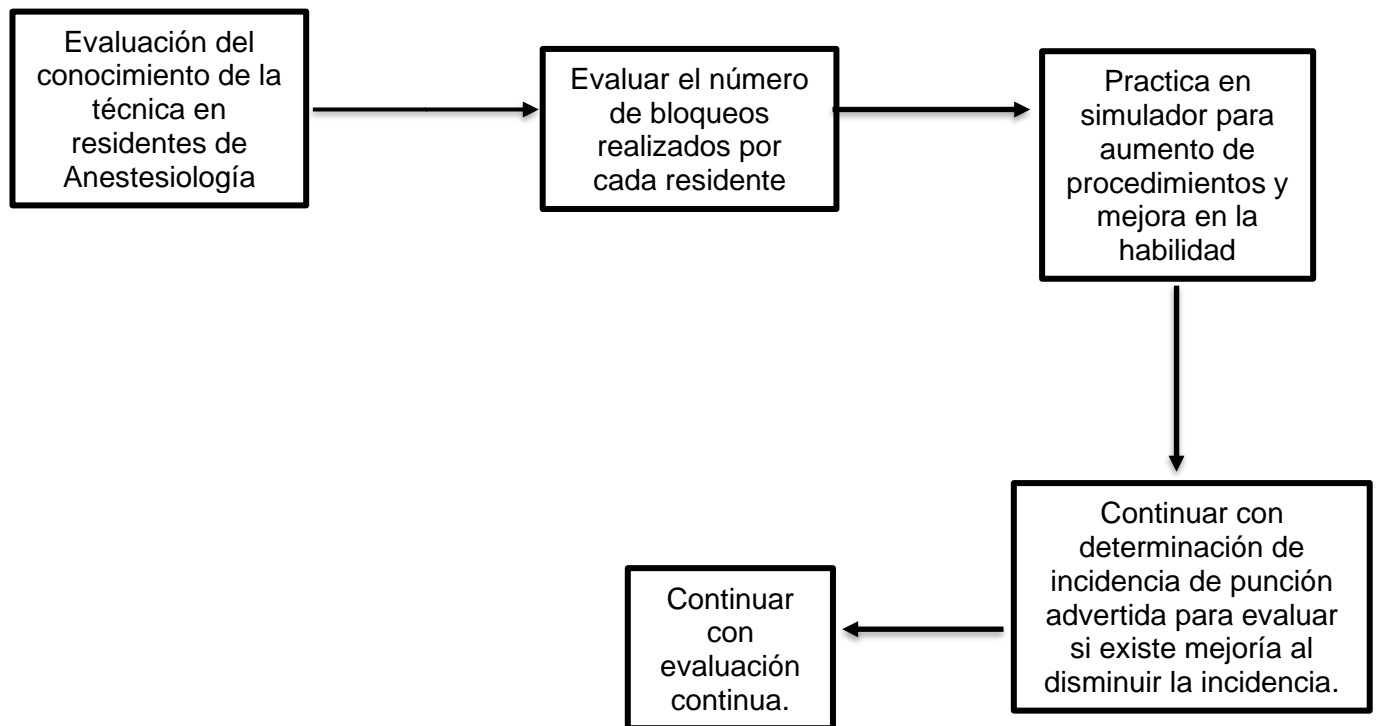 Evaluación del
conocimiento de la
técnica en
residentes de
Anestesiología
Evaluar el número
de bloqueos
realizados por
cada residente
Practica en
simulador para
aumento de
procedimientos y
mejora en la
habilidad
Continuar con
determinación de
incidencia de punción
advertida para evaluar
si existe mejoría al
disminuir la incidencia.
Continuar
con
evaluación
continua.